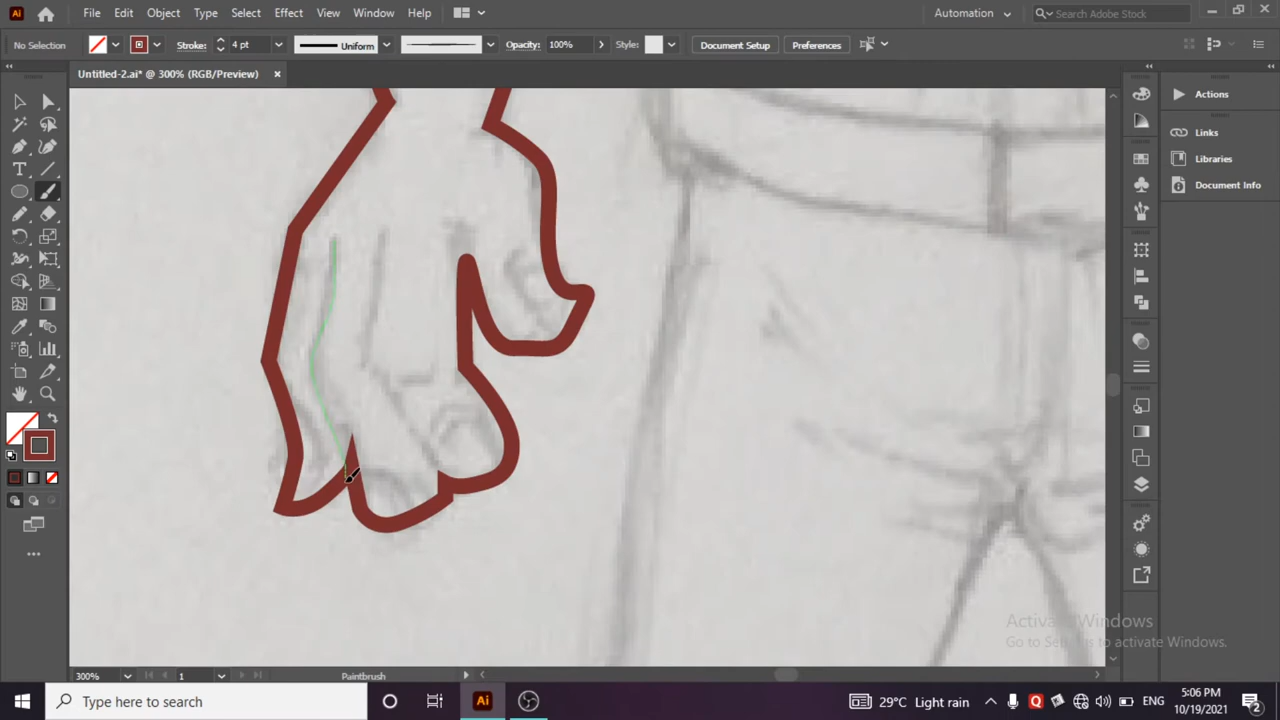 Ai File Edit Object Type Select Effect View Window Help Automation Search Adobe Stock
No Selection Stroke: 4 pt Uniform Opacity: 100% Style: Document Setup Preferences
Untitled-2.ai* @ 300% (RGB/Preview) ×
Actions
Links
Libraries
Document Info
Activate Windows
Go to Settings to activate Windows.
300% 1 Paintbrush
Type here to search Ai 29°C Light rain ENG 5:06 PM
10/19/2021 2